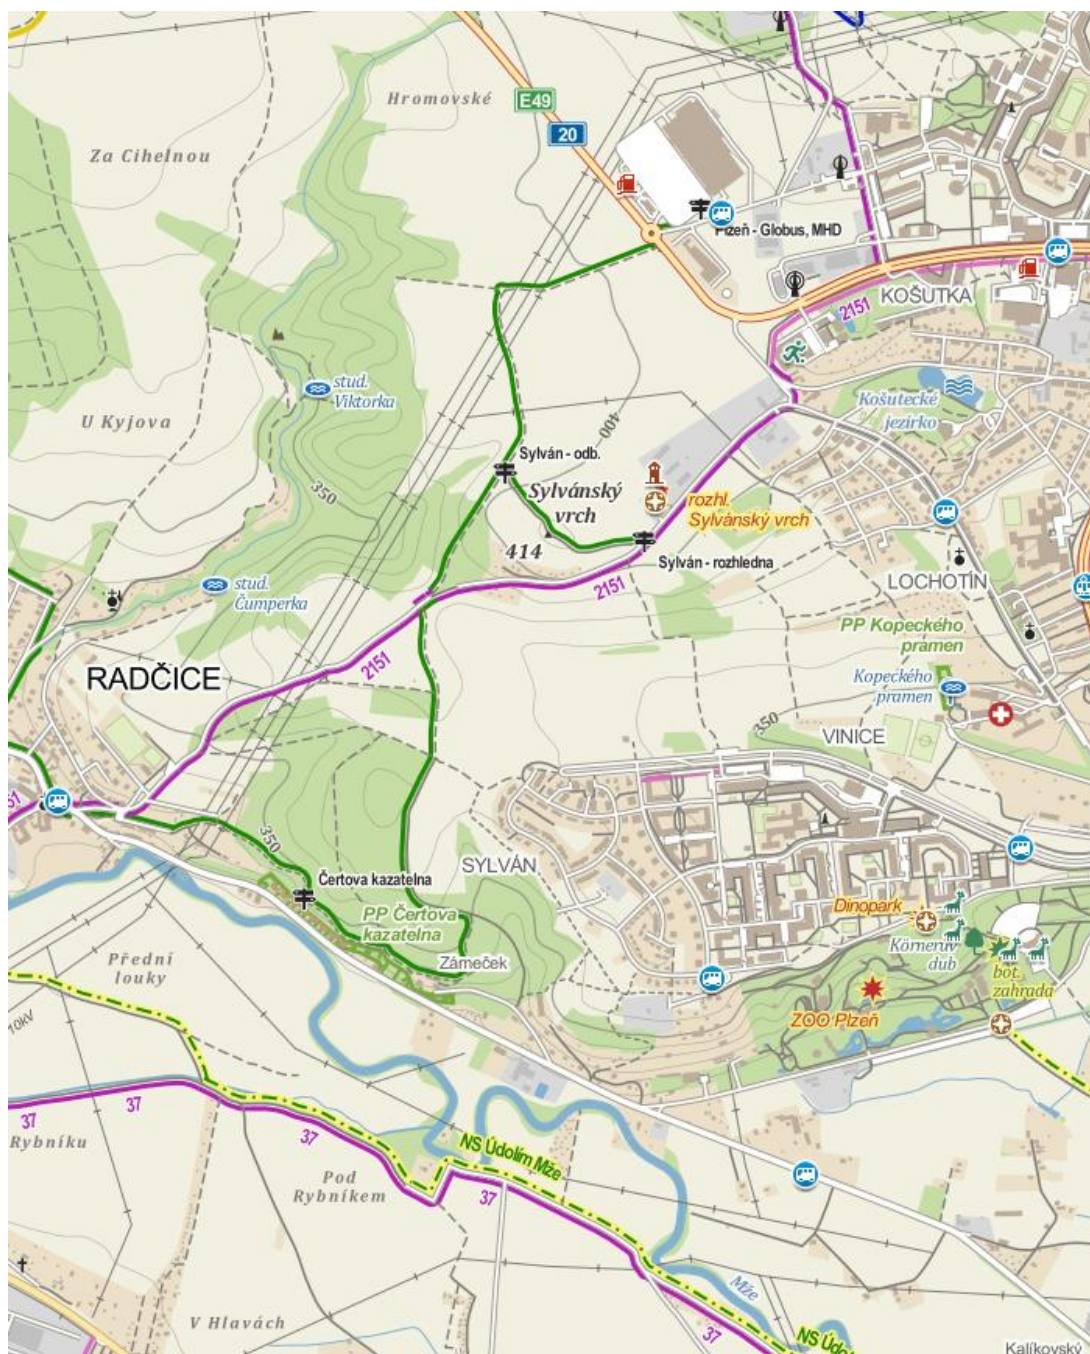 Hromovské
E49
20
Za Cihelnou
Plzeň - Globus, MHD
KOŠUTKA
2151
stud.
Viktorka
Košutecké
jezírko
U Kyjova
400
350
Sylván - odb.
Sylvánský
vrch
414
rozhl.
Sylvánský vrch
Sylván - rozhledna
2151
stud.
Čumperka
LOCHOTÍN
PP Kopeckého
pramen
Kopeckého
pramen
2151
RADČICE
350
VINICE
51
350
SYLVÁN
Čertova kazatelna
PP Čertova
kazatelna
Zámeček
Dinopark
Körnerův
dub
bot.
zahrada
ZOO Plzeň
Přední
louky
10kV
37
37
37
Rybníku
NS Údolím Mže
Pod
Rybníkem
37
Mže
V Hlavách
37
NS Údol
Kalíkovský